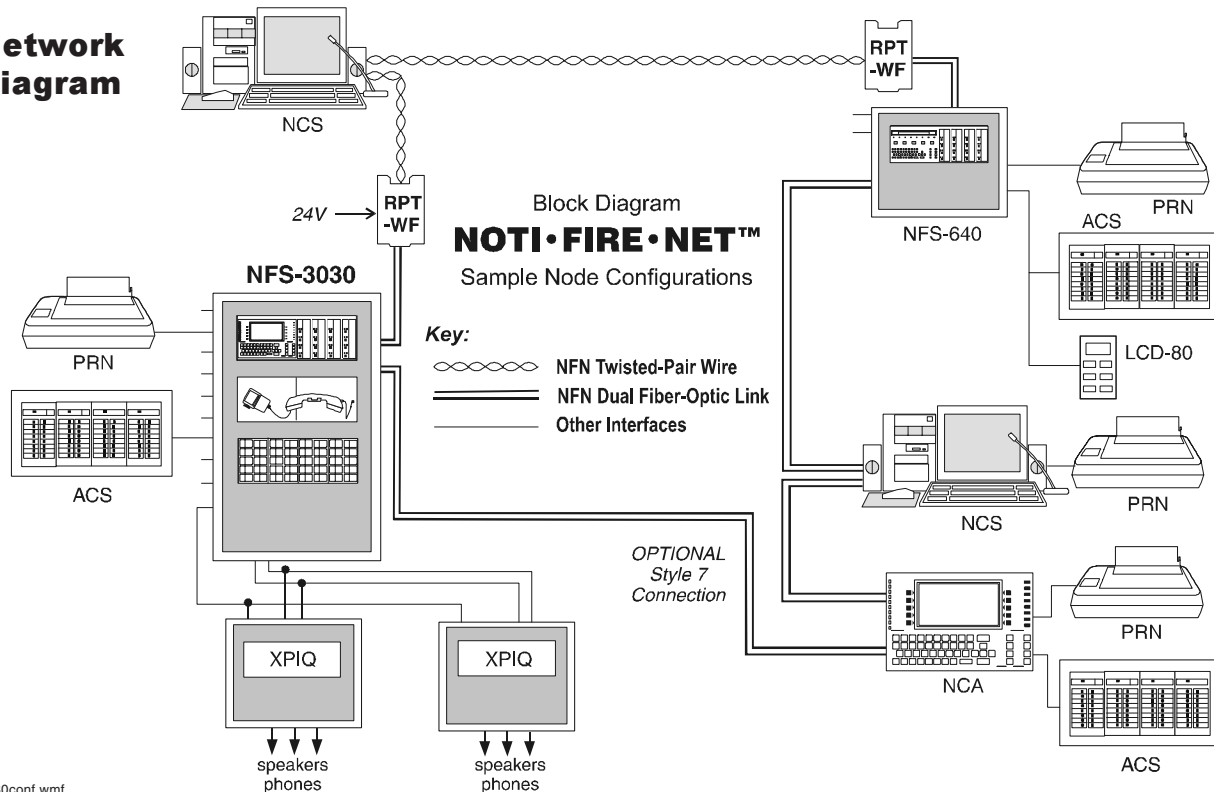 etwork
iagram
NCS
RPT
-WF
24V
RPT
-WF
Block Diagram
NOTI•FIRE•NET™
Sample Node Configurations
NFS-640
PRN
ACS
LCD-80
NFS-3030
PRN
ACS
Key:
NFN Twisted-Pair Wire
NFN Dual Fiber-Optic Link
Other Interfaces
NCS
PRN
OPTIONAL
Style 7
Connection
NCA
PRN
ACS
XPIQ
XPIQ
speakers
phones
speakers
phones
0conf.wmf